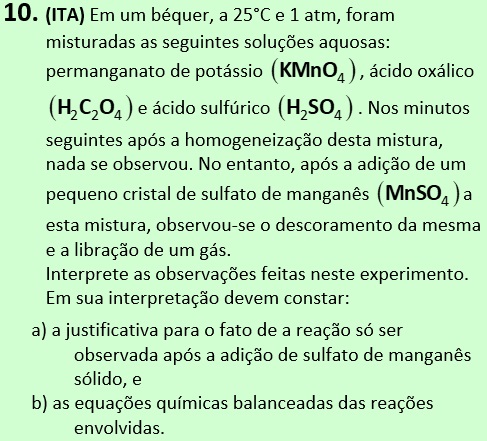 10. (ITA) Em um béquer, a 25°C e 1 atm, foram
misturadas as seguintes soluções aquosas:
permanganato de potássio (KMnO₄), ácido oxálico
(H₂C₂O₄) e ácido sulfúrico (H₂SO₄). Nos minutos
seguintes após a homogeneização desta mistura,
nada se observou. No entanto, após a adição de um
pequeno cristal de sulfato de manganês (MnSO₄) a
esta mistura, observou-se o descoramento da mesma
e a libração de um gás.
Interprete as observações feitas neste experimento.
Em sua interpretação devem constar:
a) a justificativa para o fato de a reação só ser
observada após a adição de sulfato de manganês
sólido, e
b) as equações químicas balanceadas das reações
envolvidas.